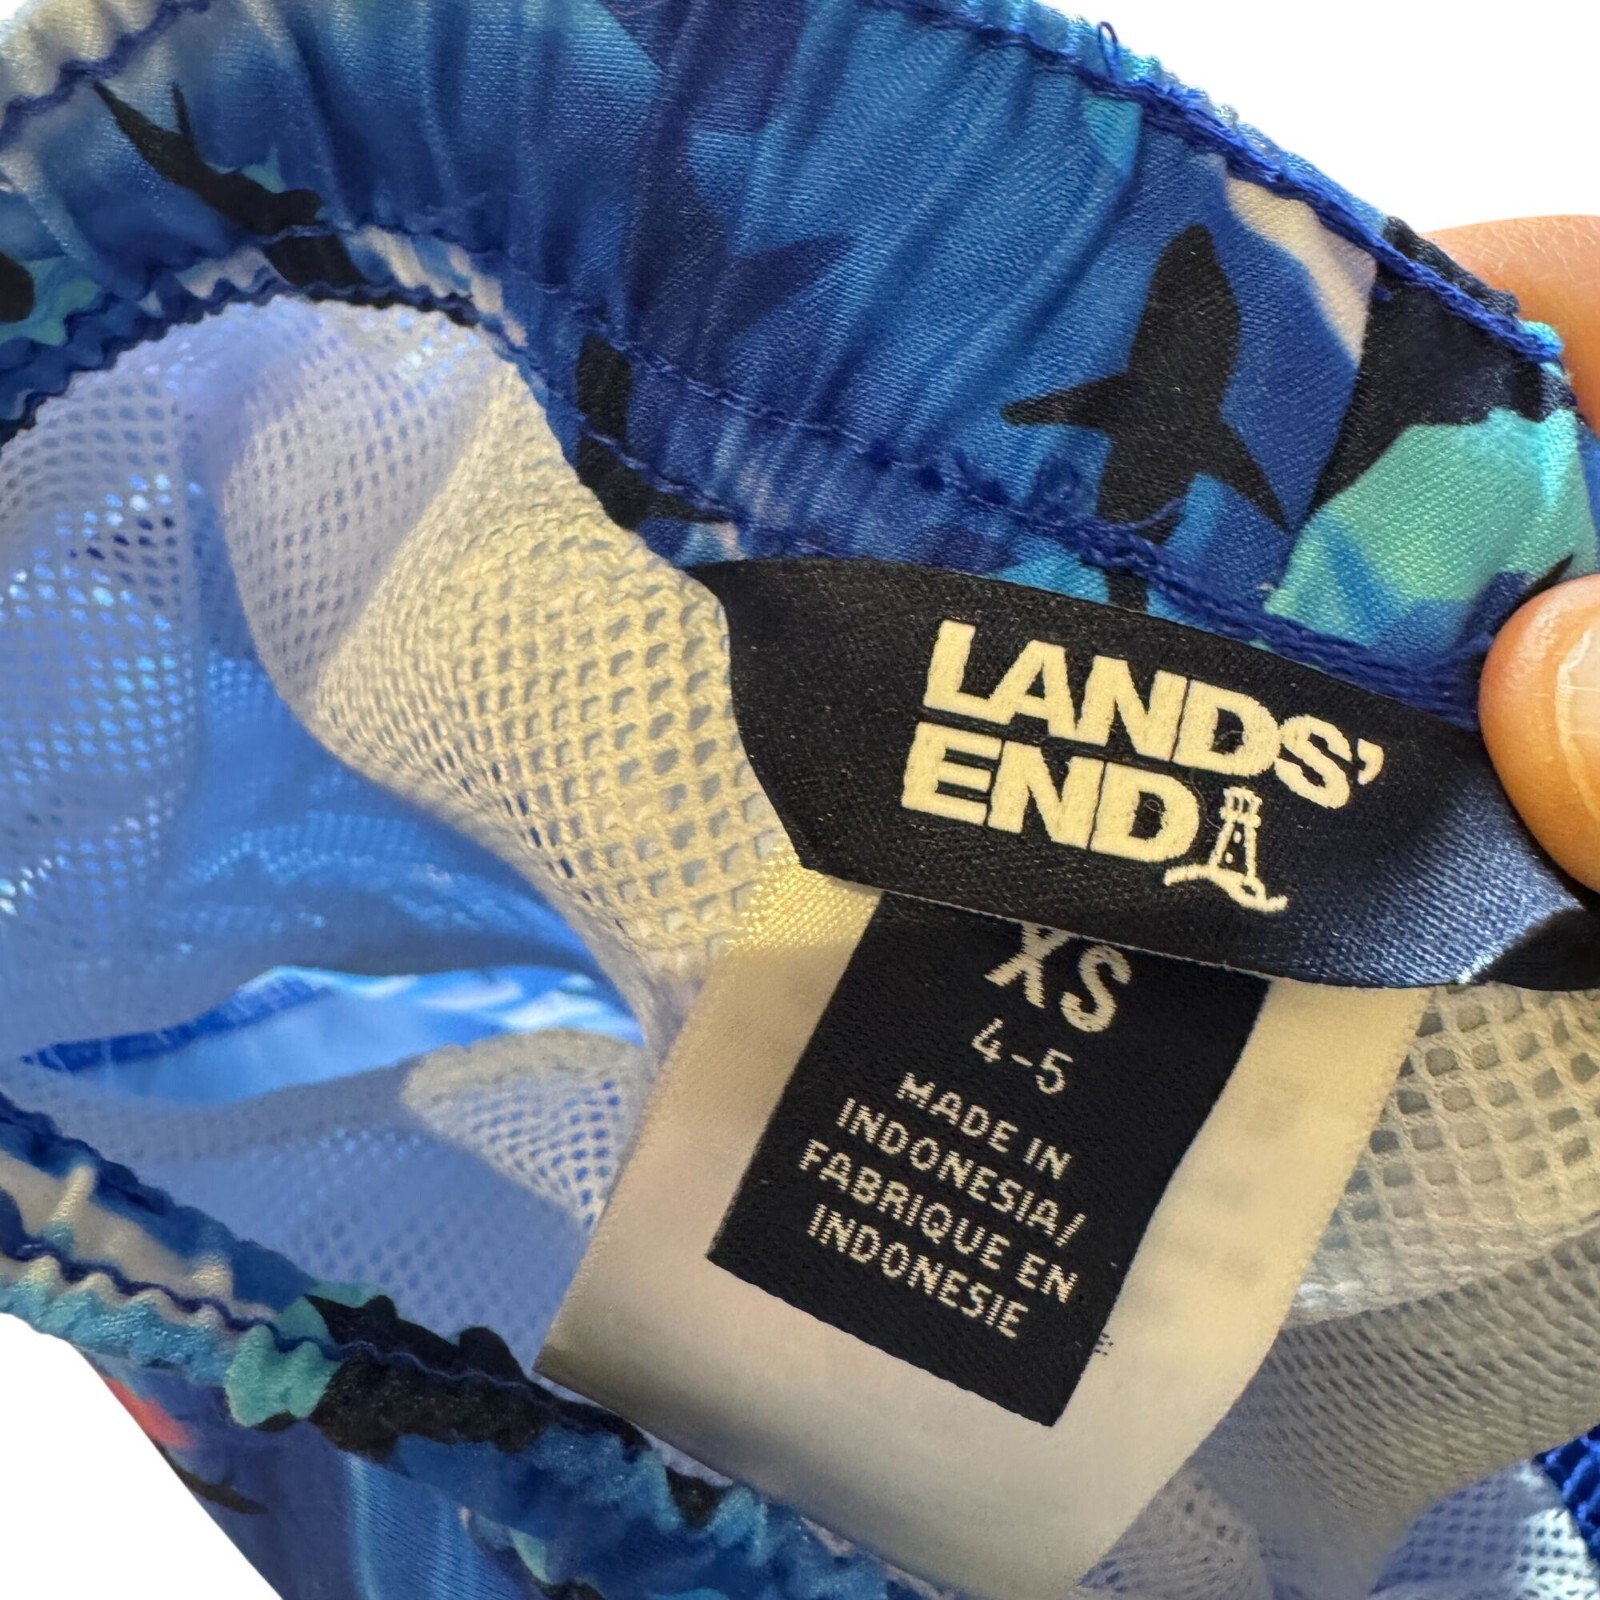 LANDS'
END
XS
4-5
MADE IN
INDONESIA/
FABRIQUE EN
INDONESIE